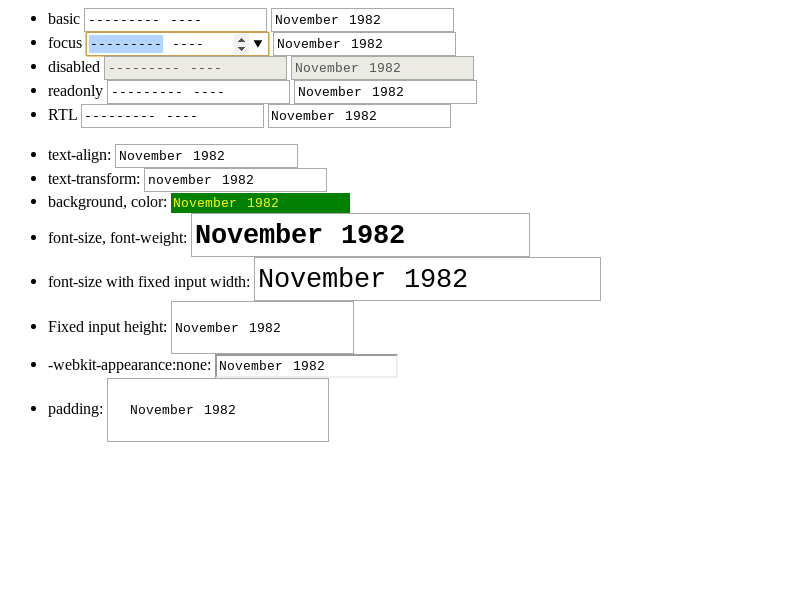 basic --------- ---- November 1982
focus --------- ---- November 1982
disabled --------- ---- November 1982
readonly --------- ---- November 1982
RTL --------- ---- November 1982
text-align: November 1982
text-transform: november 1982
background, color: November 1982
font-size, font-weight: November 1982
font-size with fixed input width: November 1982
Fixed input height: November 1982
-webkit-appearance:none: November 1982
padding: November 1982